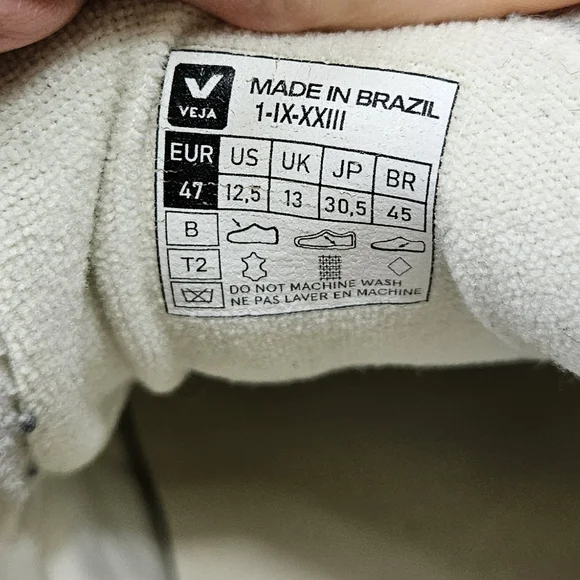 VEJA
MADE IN BRAZIL
1-IX-XXIII
EUR US UK JP BR
47 12,5 13 30,5 45
B
T2
DO NOT MACHINE WASH
NE PAS LAVER EN MACHINE